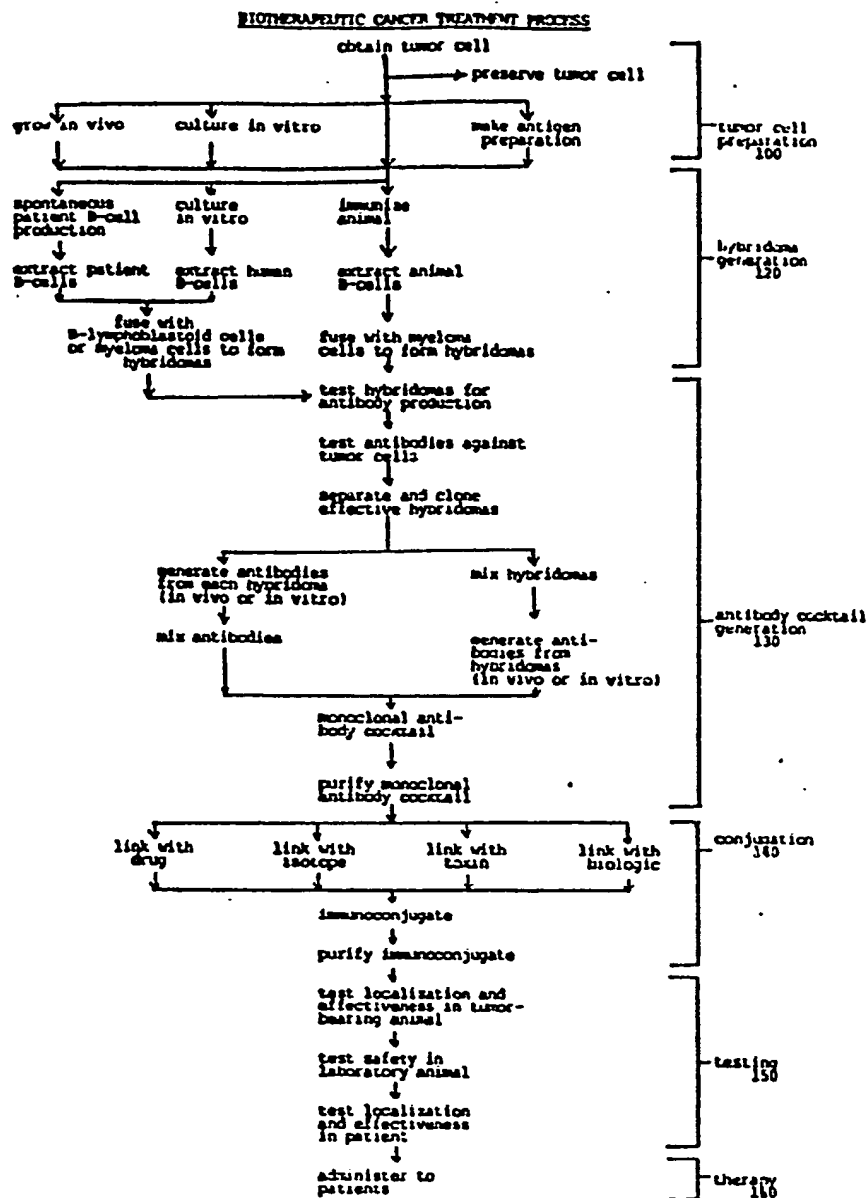 BIOTHERAPEUTIC CANCER TREATMENT PROCESS
obtain tumor cell
preserve tumor cell
grow in vivo
culture in vitro
make antigen
preparation
tumor cell
preparation
100
spontaneous
patient B-cell
production
culture
in vitro
immunize
animal
extract patient
B-cells
extract human
B-cells
extract animal
B-cells
hybridoma
generation
120
fuse with
B-lymphoblastoid cells
or myeloma cells to form
hybridomas
fuse with myeloma
cells to form hybridomas
test hybridomas for
antibody production
test antibodies against
tumor cells
separate and clone
effective hybridomas
generate antibodies
from each hybridoma
(in vivo or in vitro)
mix hybridomas
mix antibodies
generate anti-
bodies from
hybridomas
(in vivo or in vitro)
antibody cocktail
generation
130
monoclonal anti-
body cocktail
purify monoclonal
antibody cocktail
link with
drug
link with
isotope
link with
toxin
link with
biologic
conjugation
140
immunoconjugate
purify immunoconjugate
test localization and
effectiveness in tumor-
bearing animal
test safety in
laboratory animal
test localization
and effectiveness
in patient
testing
150
administer to
patients
therapy
160